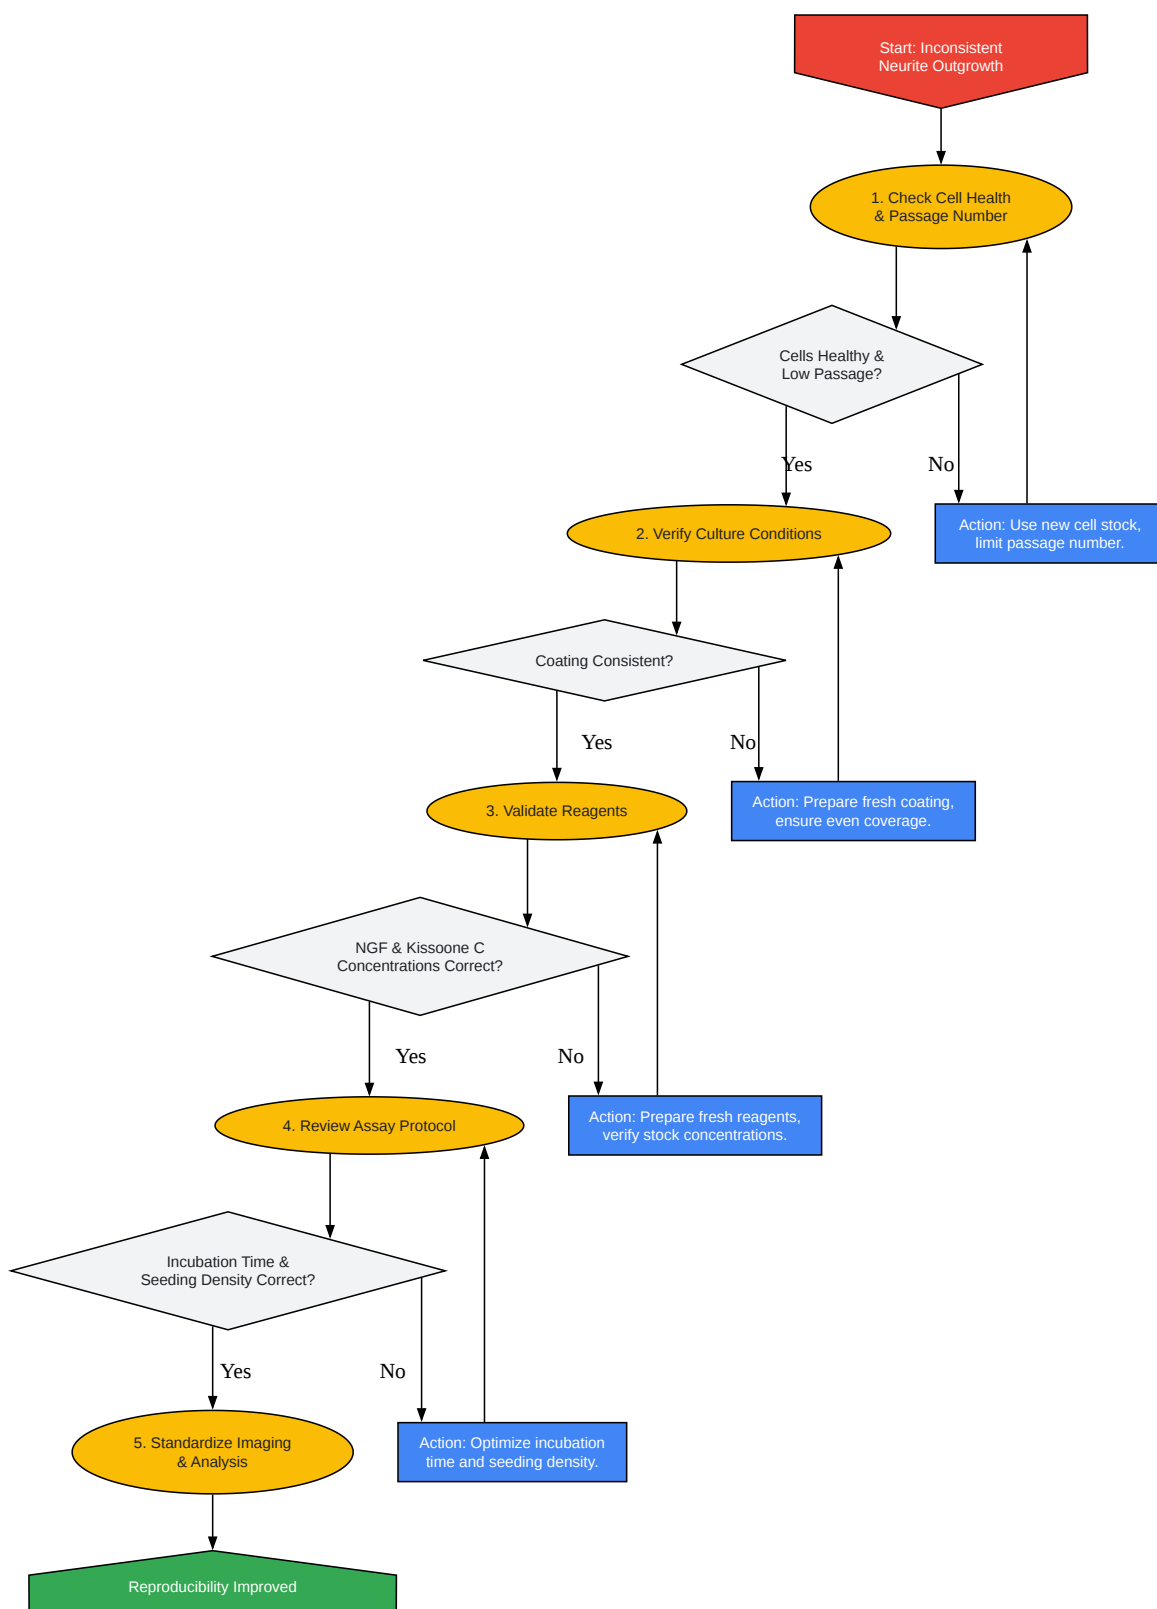 Start: Inconsistent
Neurite Outgrowth
1. Check Cell Health
& Passage Number
Cells Healthy &
Low Passage?
Yes
No
2. Verify Culture Conditions
Action: Use new cell stock,
limit passage number.
Coating Consistent?
Yes
No
3. Validate Reagents
Action: Prepare fresh coating,
ensure even coverage.
NGF & Kissoone C
Concentrations Correct?
Yes
No
4. Review Assay Protocol
Action: Prepare fresh reagents,
verify stock concentrations.
Incubation Time &
Seeding Density Correct?
Yes
No
5. Standardize Imaging
& Analysis
Action: Optimize incubation
time and seeding density.
Reproducibility Improved